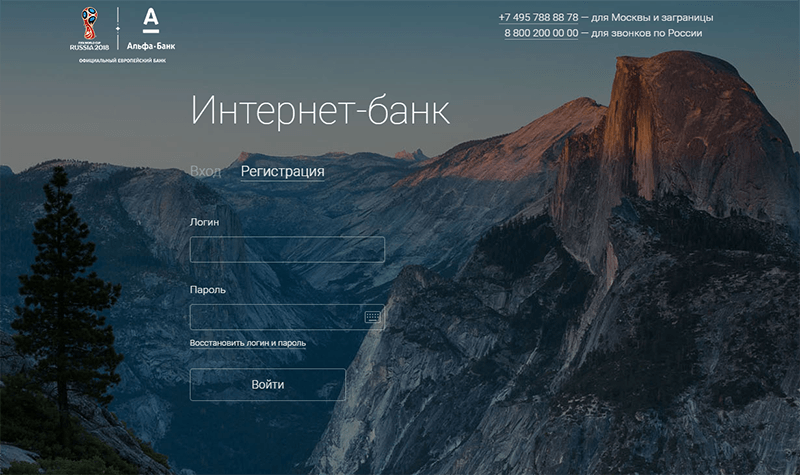 FIFA WORLD CUP
RUSSIA 2018
Альфа·Банк
ОФИЦИАЛЬНЫЙ ЕВРОПЕЙСКИЙ БАНК
+7 495 788 88 78 — для Москвы и заграницы
8 800 200 00 00 — для звонков по России
Интернет-банк
Вход Регистрация
Логин
Пароль
Восстановить логин и пароль
Войти